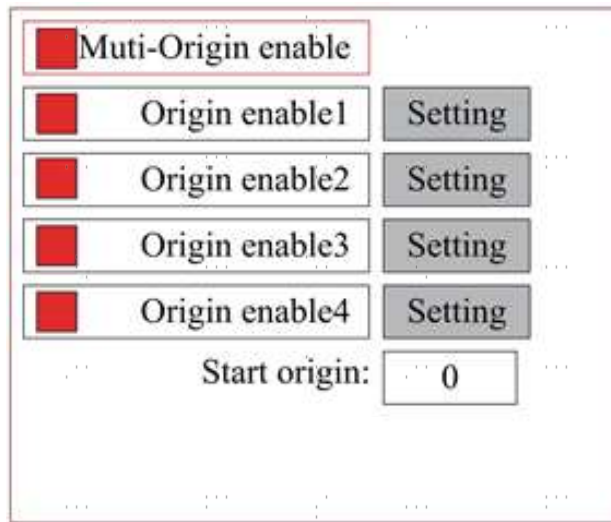 Muti-Origin enable
Origin enable1 Setting
Origin enable2 Setting
Origin enable3 Setting
Origin enable4 Setting
Start origin: 0